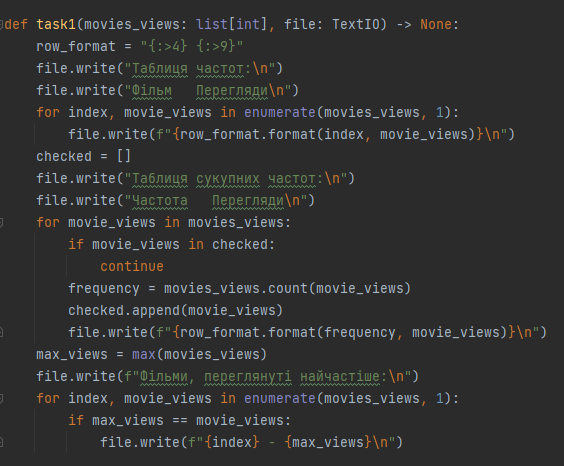 def task1(movies_views: list[int], file: TextIO) -> None:
    row_format = "{:>4} {:>9}"
    file.write("Таблиця частот:\n")
    file.write("Фільм   Перегляди\n")
    for index, movie_views in enumerate(movies_views, 1):
        file.write(f"{row_format.format(index, movie_views)}\n")
    checked = []
    file.write("Таблиця сукупних частот:\n")
    file.write("Частота   Перегляди\n")
    for movie_views in movies_views:
        if movie_views in checked:
            continue
        frequency = movies_views.count(movie_views)
        checked.append(movie_views)
        file.write(f"{row_format.format(frequency, movie_views)}\n")
    max_views = max(movies_views)
    file.write(f"Фільми, переглянуті найчастіше:\n")
    for index, movie_views in enumerate(movies_views, 1):
        if max_views == movie_views:
            file.write(f"{index} - {max_views}\n")